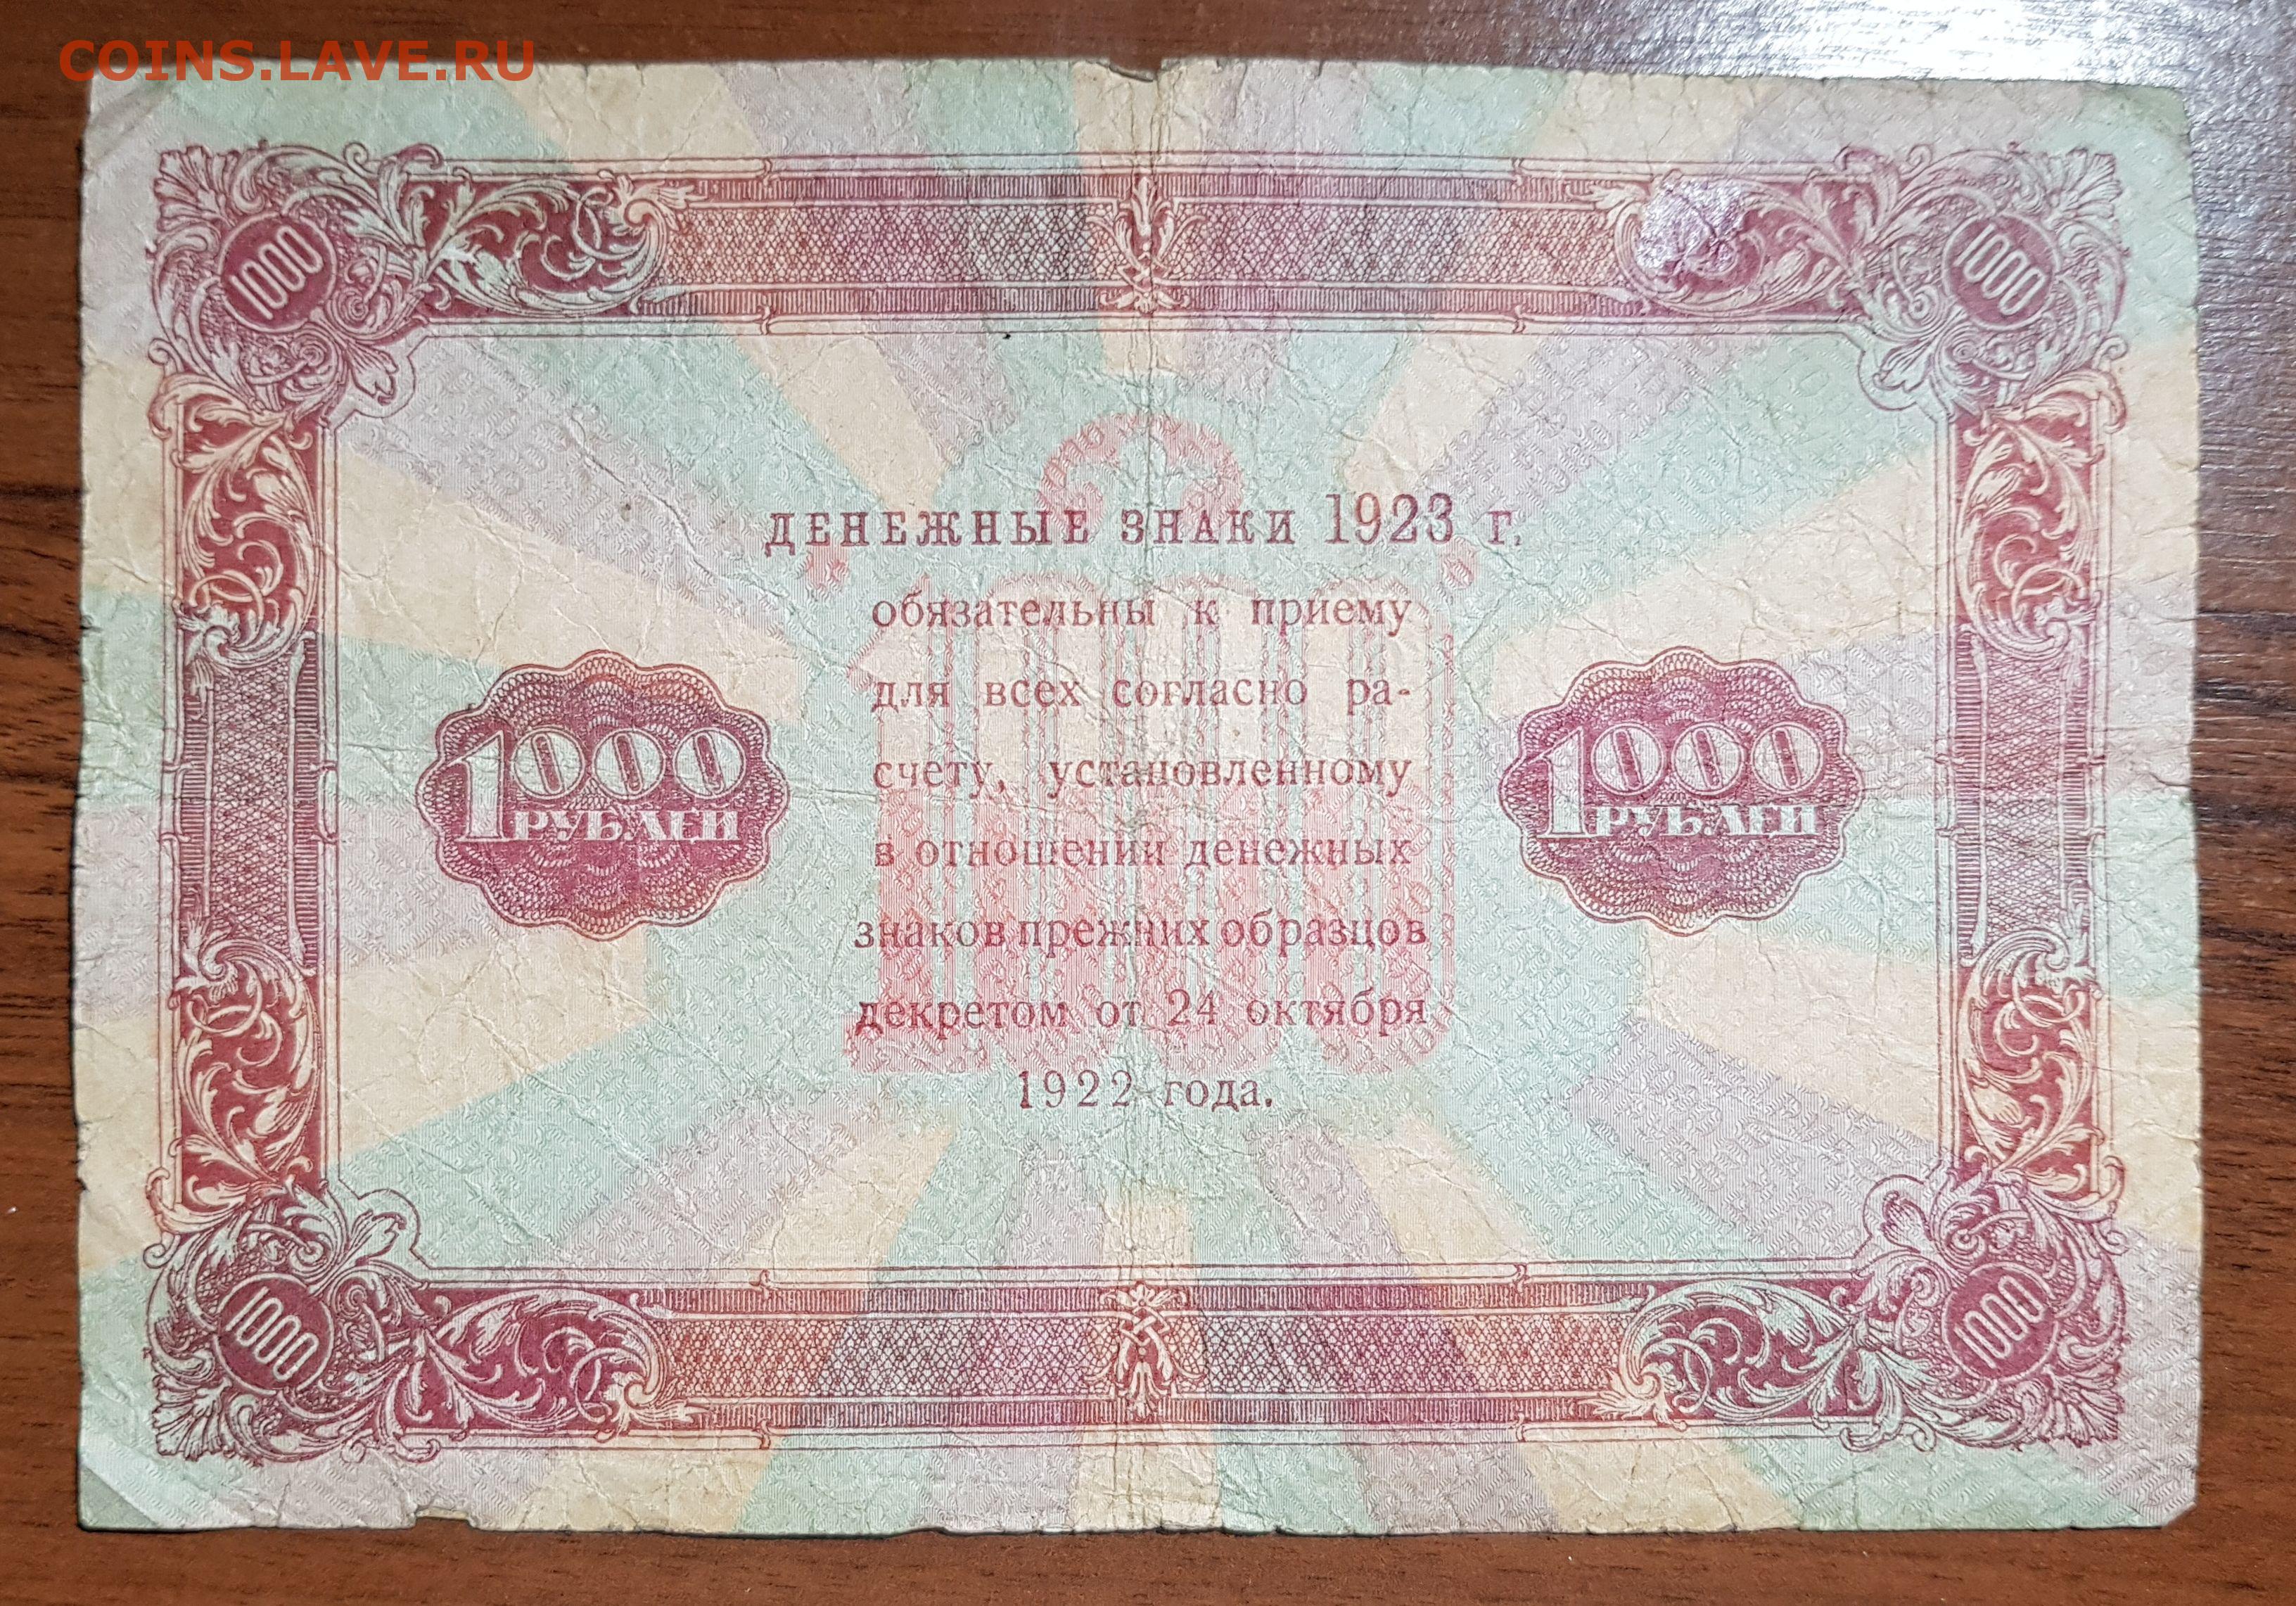 COINS.LAVE.RU
1000
1000
ДЕНЕЖНЫЕ ЗНАКИ 1923 г.
обязательны к приему
для всех согласно ра-
счету, установленному
в отношении денежных
знаков прежних образцов
декретом от 24 октября
1922 года.
1000
1000
РУБЛЕЙ
1000
РУБЛЕЙ
1000
1000